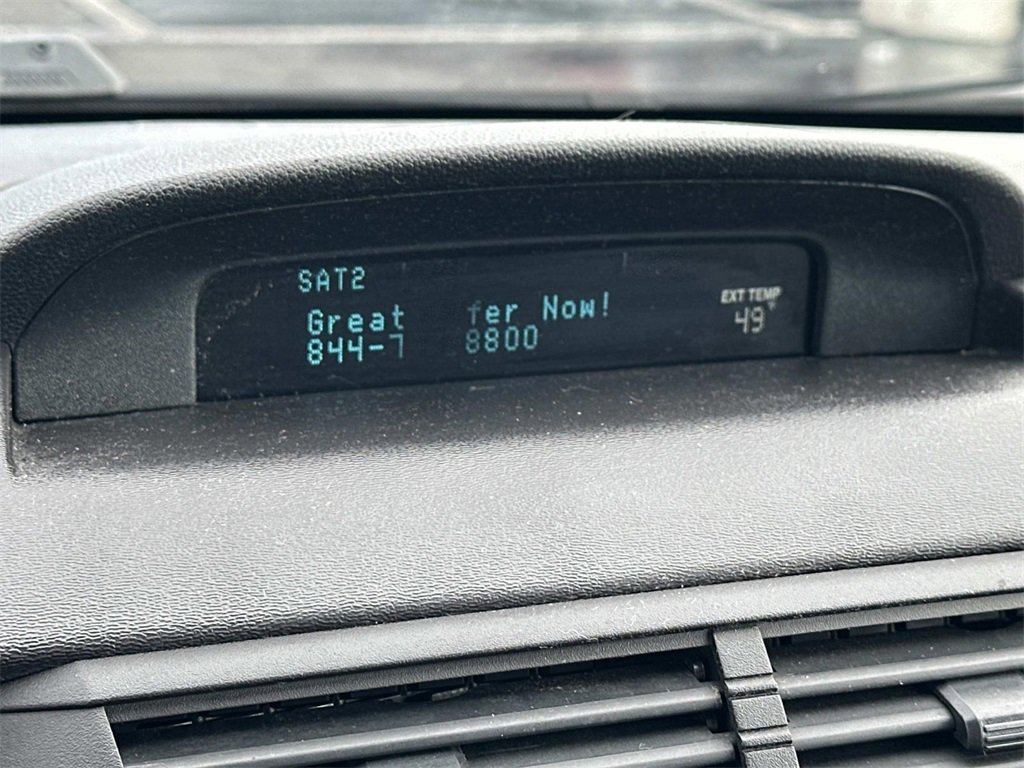 SAT2
Great fer Now!
844-7 8800
EXT TEMP
49°